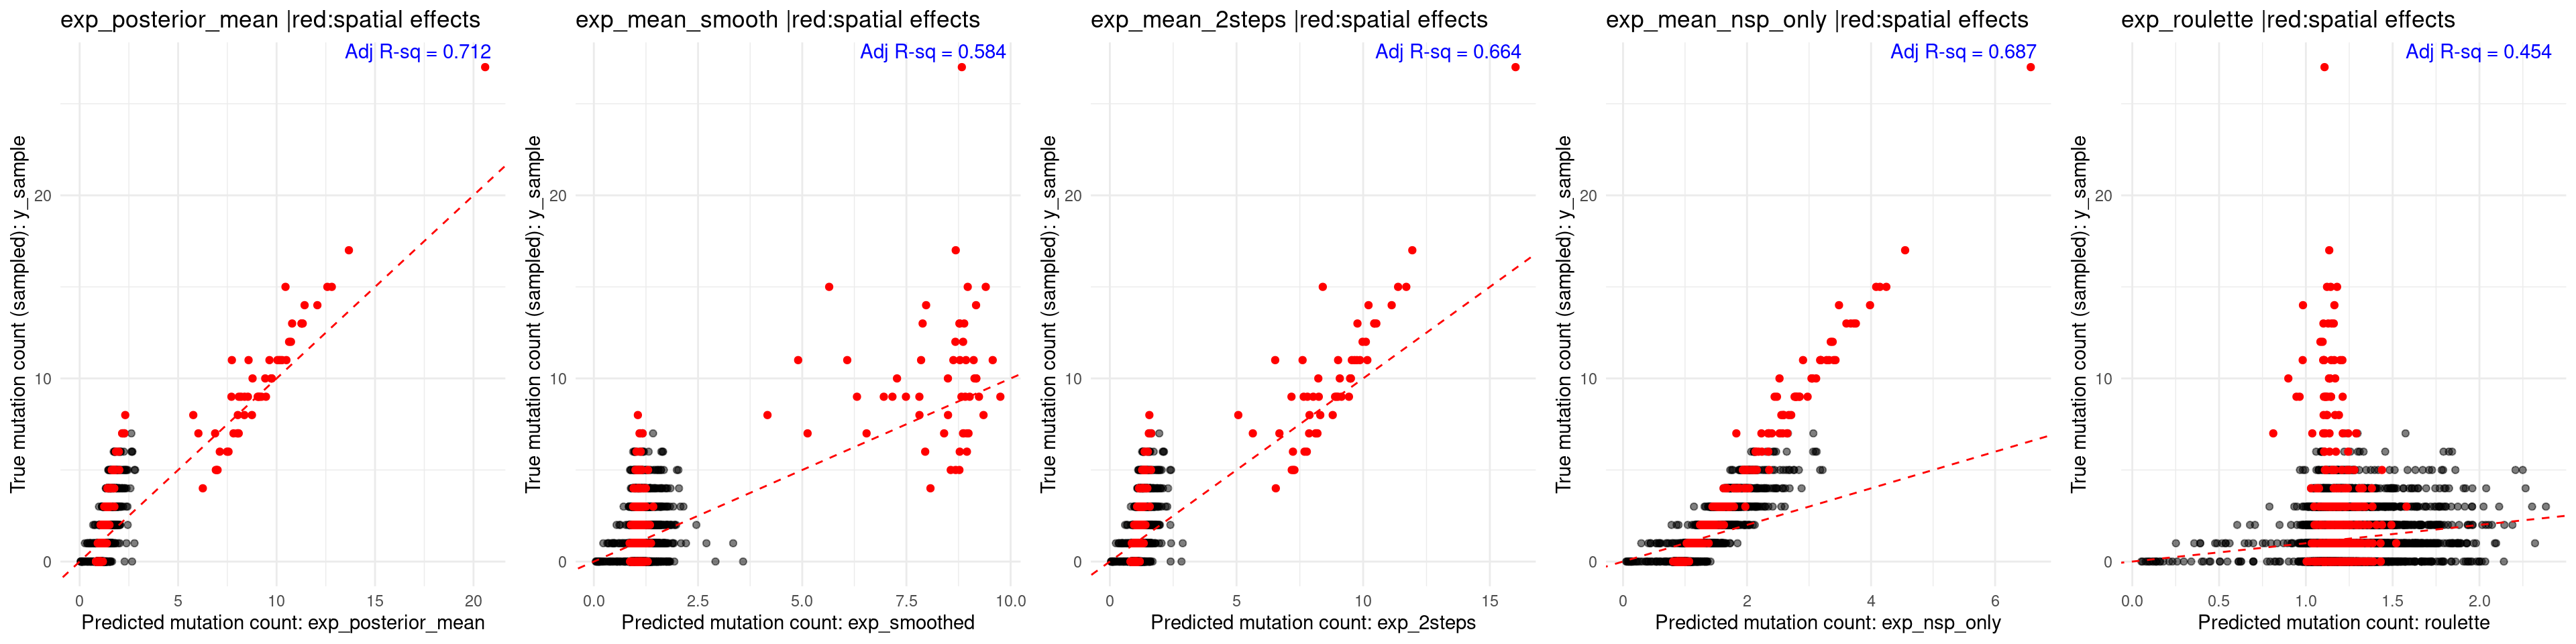 exp_posterior_mean |red:spatial effects
Adj R-sq = 0.712
True mutation count (sampled): y_sample
20
10
0
0
5
10
15
20
Predicted mutation count: exp_posterior_mean
exp_mean_smooth |red:spatial effects
Adj R-sq = 0.584
True mutation count (sampled): y_sample
20
10
0
0.0
2.5
5.0
7.5
10.0
Predicted mutation count: exp_smoothed
exp_mean_2steps |red:spatial effects
Adj R-sq = 0.664
True mutation count (sampled): y_sample
20
10
0
0
5
10
15
Predicted mutation count: exp_2steps
exp_mean_nsp_only |red:spatial effects
Adj R-sq = 0.687
True mutation count (sampled): y_sample
20
10
0
0
2
4
6
Predicted mutation count: exp_nsp_only
exp_roulette |red:spatial effects
Adj R-sq = 0.454
True mutation count (sampled): y_sample
20
10
0
0.0
0.5
1.0
1.5
2.0
Predicted mutation count: roulette